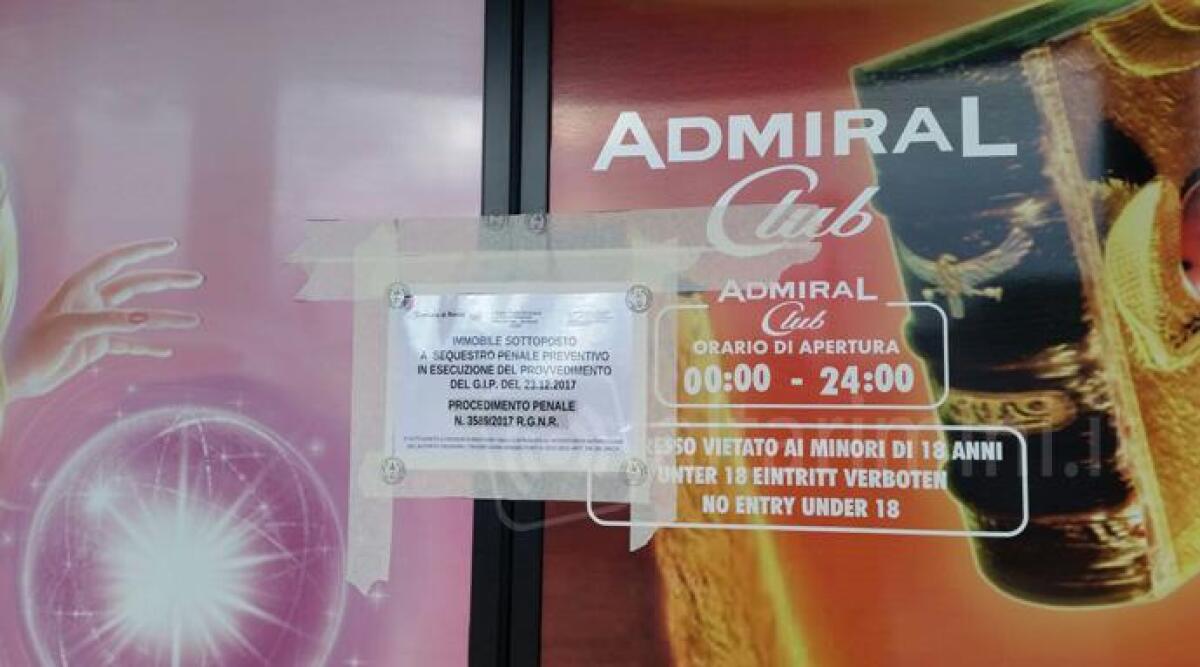 ADMIRAL
Club
ADMIRAL
Club
ORARIO DI APERTURA
00:00 - 24:00
VIETATO AI MINORI DI 18 ANNI
UNTER 18 EINTRITT VERBOTEN
NO ENTRY UNDER 18
IMMOBILE SOTTOPOSTO
A SEQUESTRO PENALE PREVENTIVO
IN ESECUZIONE DEL PROVVEDIMENTO
DEL G.I.P. DEL 23.12.2017
PROCEDIMENTO PENALE
N. 3589/2017 R.G.N.R.